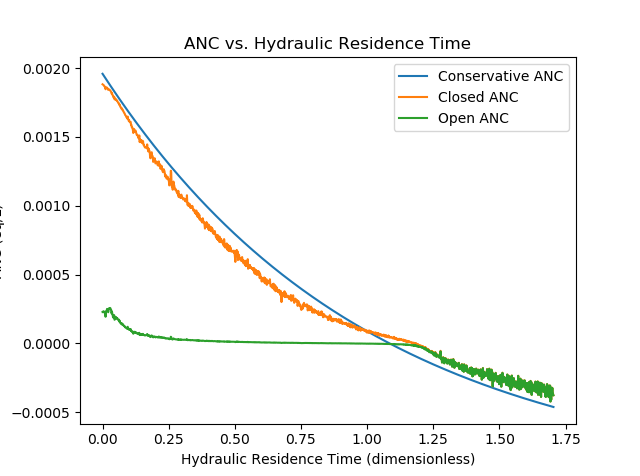 ANC vs. Hydraulic Residence Time
Conservative ANC
Closed ANC
Open ANC
0.0020
0.0015
0.0010
0.0005
0.0000
−0.0005
0.00
0.25
0.50
0.75
1.00
1.25
1.50
1.75
Hydraulic Residence Time (dimensionless)